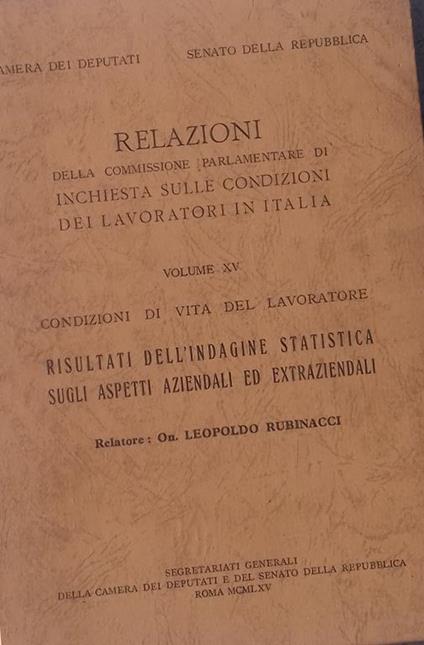 CAMERA DEI DEPUTATI SENATO DELLA REPUBBLICA
RELAZIONI
DELLA COMMISSIONE PARLAMENTARE DI
INCHIESTA SULLE CONDIZIONI
DEI LAVORATORI IN ITALIA
VOLUME XV
CONDIZIONI DI VITA DEL LAVORATORE
RISULTATI DELL'INDAGINE STATISTICA
SUGLI ASPETTI AZIENDALI ED EXTRAZIENDALI
Relatore : On. LEOPOLDO RUBINACCI
SEGRETARIATI GENERALI
DELLA CAMERA DEI DEPUTATI E DEL SENATO DELLA REPUBBLICA
ROMA MCMLXV